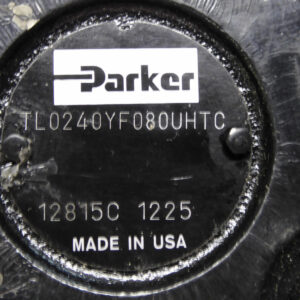 Parker
TL0240YF080UHTC
12815C 1225
MADE IN USA